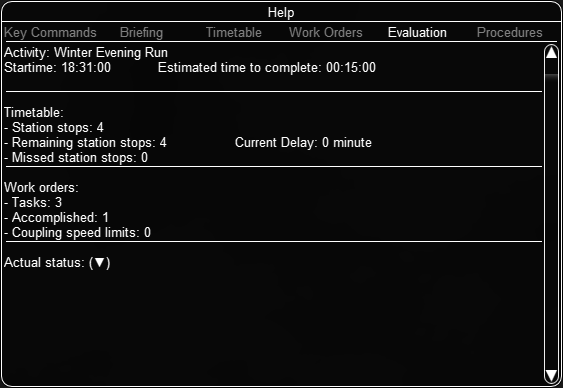 Help
Key Commands Briefing Timetable Work Orders Evaluation Procedures
Activity: Winter Evening Run
Startime: 18:31:00 Estimated time to complete: 00:15:00
Timetable:
- Station stops: 4
- Remaining station stops: 4 Current Delay: 0 minute
- Missed station stops: 0
Work orders:
- Tasks: 3
- Accomplished: 1
- Coupling speed limits: 0
Actual status: (▼)